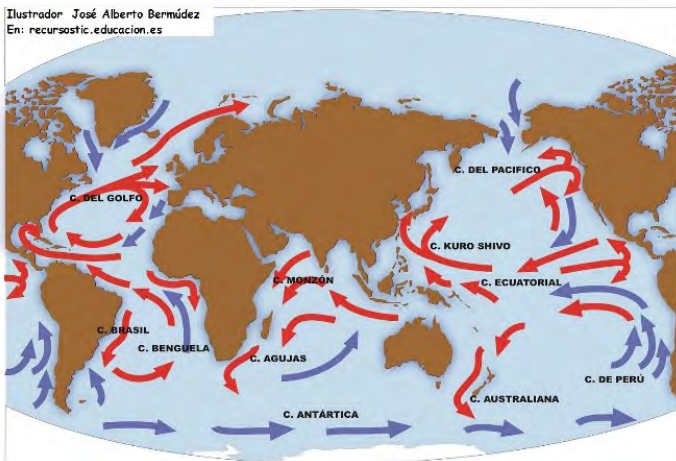 Ilustrador José Alberto Bermúdez
En: recursostic.educacion.es
C. DEL PACIFICO
C. DEL GOLFO
C. KURO SHIVO
C. MONZÓN
C. ECUATORIAL
C. BRASIL
C. BENGUELA
C. AGUJAS
C. DE PERÚ
C. AUSTRALIANA
C. ANTÁRTICA